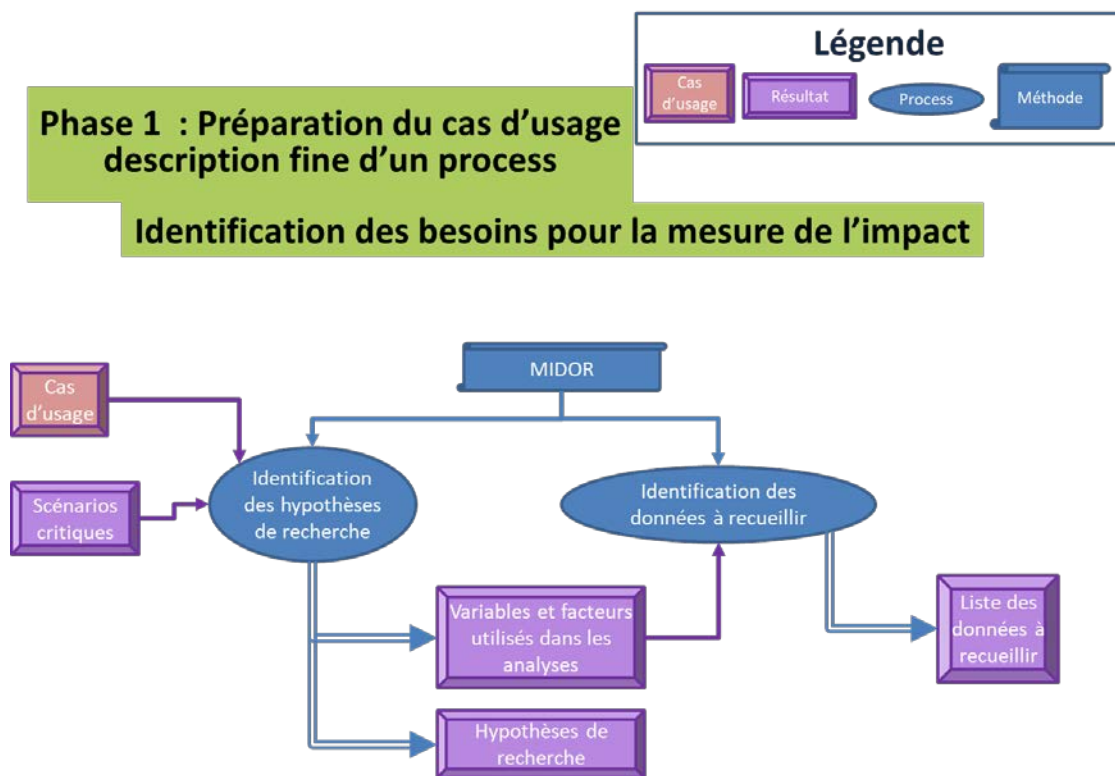 Légende
Cas
d'usage
Résultat
Process
Méthode
Phase 1  : Préparation du cas d'usage
description fine d'un process
Identification des besoins pour la mesure de l'impact
MIDOR
Cas
d'usage
Scénarios
critiques
Identification
des hypothèses
de recherche
Identification des
données à recueillir
Variables et facteurs
utilisés dans les
analyses
Liste des
données à
recueillir
Hypothèses de
recherche